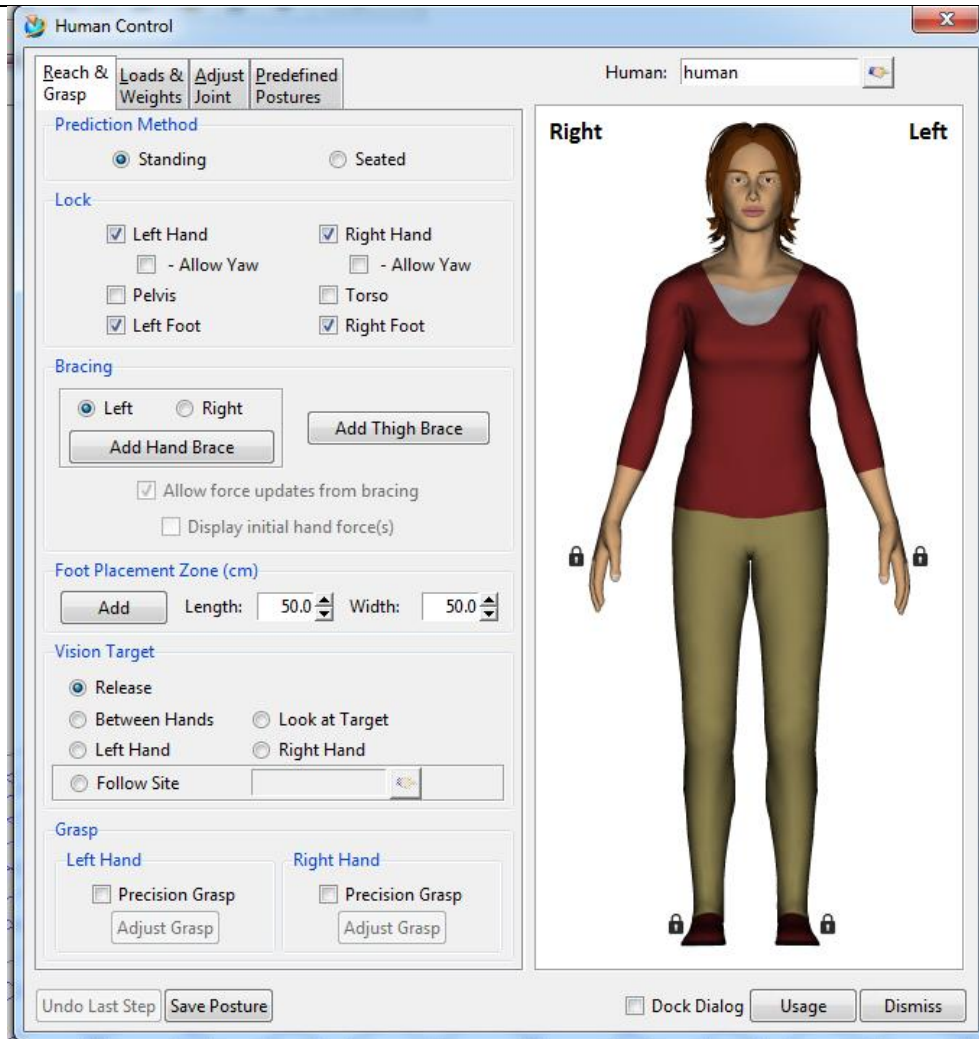 Human Control
Reach & Grasp
Loads & Weights
Adjust Joint
Predefined Postures
Human: human
Prediction Method
Standing Seated
Lock
Left Hand Right Hand
- Allow Yaw - Allow Yaw
Pelvis Torso
Left Foot Right Foot
Bracing
Left Right
Add Hand Brace
Add Thigh Brace
Allow force updates from bracing
Display initial hand force(s)
Foot Placement Zone (cm)
Add Length: 50.0 Width: 50.0
Vision Target
Release
Between Hands Look at Target
Left Hand Right Hand
Follow Site
Grasp
Left Hand Right Hand
Precision Grasp Precision Grasp
Adjust Grasp Adjust Grasp
Right Left
Undo Last Step Save Posture Dock Dialog Usage Dismiss